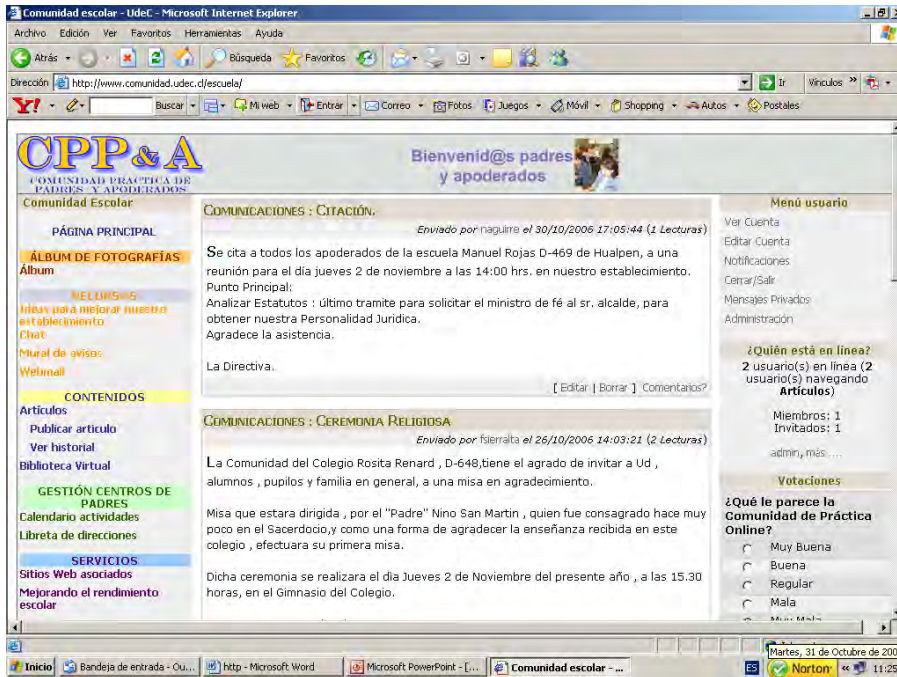 Comunidad escolar - UdeC - Microsoft Internet Explorer
Archivo Edición Ver Favoritos Herramientas Ayuda
Atrás Búsqueda Favoritos
Dirección http://www.comunidad.udec.cl/escuela/ Ir Vínculos »
Y! Buscar Mi web Entrar Correo Fotos Juegos Móvil Shopping Autos Postales
CPP&A
COMUNIDAD PRACTICA DE
PADRES Y APODERADOS
Bienvenid@s padres
y apoderados
Comunidad Escolar
PÁGINA PRINCIPAL
ÁLBUM DE FOTOGRAFÍAS
Álbum
RECURSOS
Ideas para mejorar nuestro
establecimiento
Chat
Mural de avisos
Webmail
CONTENIDOS
Artículos
Publicar articulo
Ver historial
Biblioteca Virtual
GESTIÓN CENTROS DE
PADRES
Calendario actividades
Libreta de direcciones
SERVICIOS
Sitios Web asociados
Mejorando el rendimiento
escolar
COMUNICACIONES : CITACIÓN.
Enviado por naguirre el 30/10/2006 17:05:44 (1 Lecturas)
Se cita a todos los apoderados de la escuela Manuel Rojas D-469 de Hualpen, a una
reunión para el día jueves 2 de noviembre a las 14:00 hrs. en nuestro establecimiento.
Punto Principal:
Analizar Estatutos : último tramite para solicitar el ministro de fé al sr. alcalde, para
obtener nuestra Personalidad Juridica.
Agradece la asistencia.
La Directiva.
[ Editar | Borrar ] Comentarios?
COMUNICACIONES : CEREMONIA RELIGIOSA
Enviado por fsierralta el 26/10/2006 14:03:21 (2 Lecturas)
La Comunidad del Colegio Rosita Renard , D-648,tiene el agrado de invitar a Ud ,
alumnos , pupilos y familia en general, a una misa en agradecimiento.
Misa que estara dirigida , por el "Padre" Nino San Martin , quien fue consagrado hace muy
poco en el Sacerdocio,y como una forma de agradecer la enseñanza recibida en este
colegio , efectuara su primera misa.
Dicha ceremonia se realizara el dia Jueves 2 de Noviembre del presente año , a las 15.30
horas, en el Gimnasio del Colegio.
Menú usuario
Ver Cuenta
Editar Cuenta
Notificaciones
Cerrar/Salir
Mensajes Privados
Administración
¿Quién está en línea?
2 usuario(s) en línea (2
usuario(s) navegando
Artículos)
Miembros: 1
Invitados: 1
admin, más ....
Votaciones
¿Qué le parece la
Comunidad de Práctica
Online?
Muy Buena
Buena
Regular
Mala
Muy Mala
Martes, 31 de Octubre de 200
Inicio Bandeja de entrada - Ou... http - Microsoft Word Microsoft PowerPoint - [... Comunidad escolar - ... ES Norton « 11:25